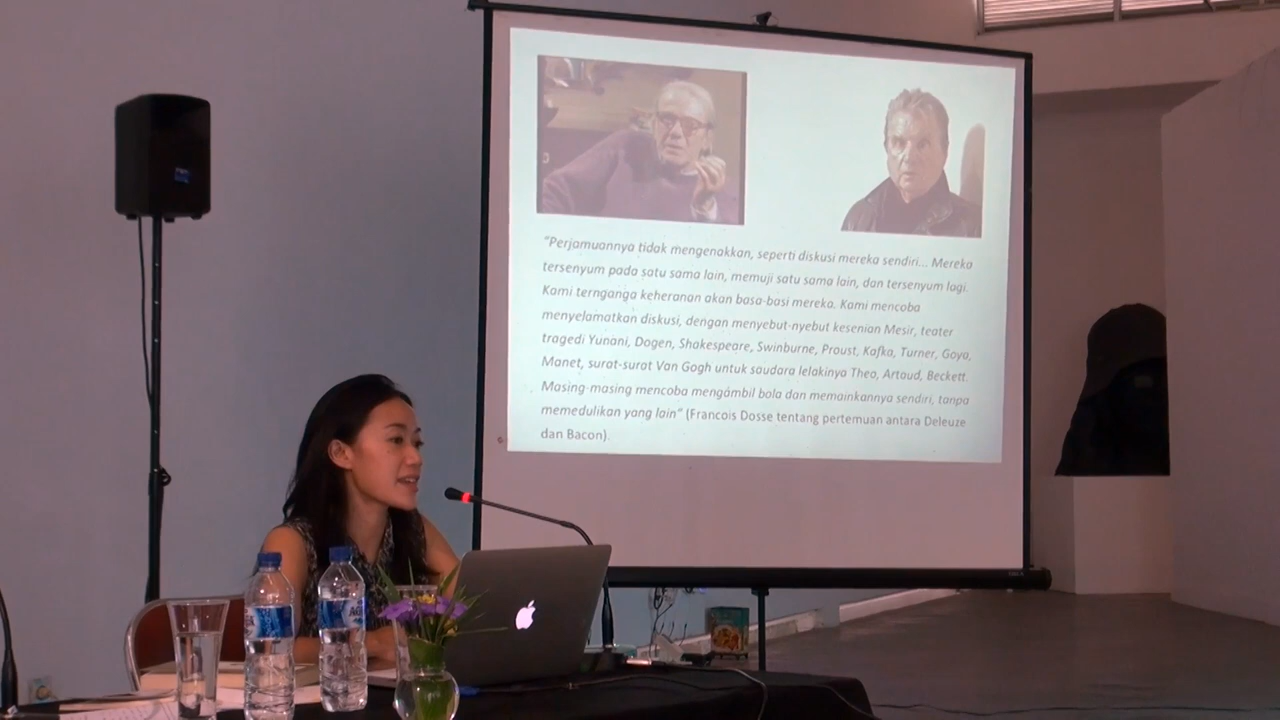 "Perjamuannya tidak mengenakkan, seperti diskusi mereka sendiri... Mereka
tersenyum pada satu sama lain, memuji satu sama lain, dan tersenyum lagi.
Kami ternganga keheranan akan basa-basi mereka. Kami mencoba
menyelamatkan diskusi, dengan menyebut-nyebut kesenian Mesir, teater
tragedi Yunani, Dogen, Shakespeare, Swinburne, Proust, Kafka, Turner, Goya,
Manet, surat-surat Van Gogh untuk saudara lelakinya Theo, Artaud, Beckett.
Masing-masing mencoba mengambil bola dan memainkannya sendiri, tanpa
memedulikan yang lain" (Francois Dosse tentang pertemuan antara Deleuze
dan Bacon).